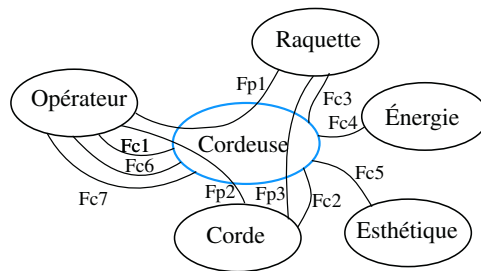 Raquette
Fp1
Opérateur
Fc3
Énergie
Fc4
Cordeuse
Fc1
Fc6
Fc5
Fc7
Fp2
Fp3
Fc2
Corde
Esthétique